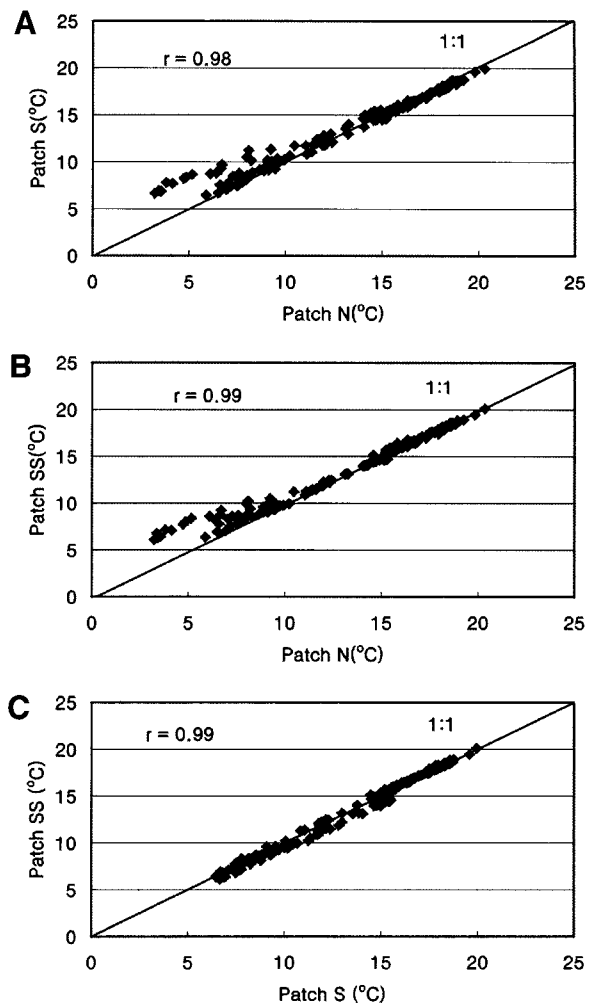 A
25
20
15
10
5
0
Patch S(°C)
r = 0.98
1:1
0 5 10 15 20 25
Patch N(°C)
B
25
20
15
10
5
0
Patch SS(°C)
r = 0.99
1:1
0 5 10 15 20 25
Patch N(°C)
C
25
20
15
10
5
0
Patch SS (°C)
r = 0.99
1:1
0 5 10 15 20 25
Patch S (°C)